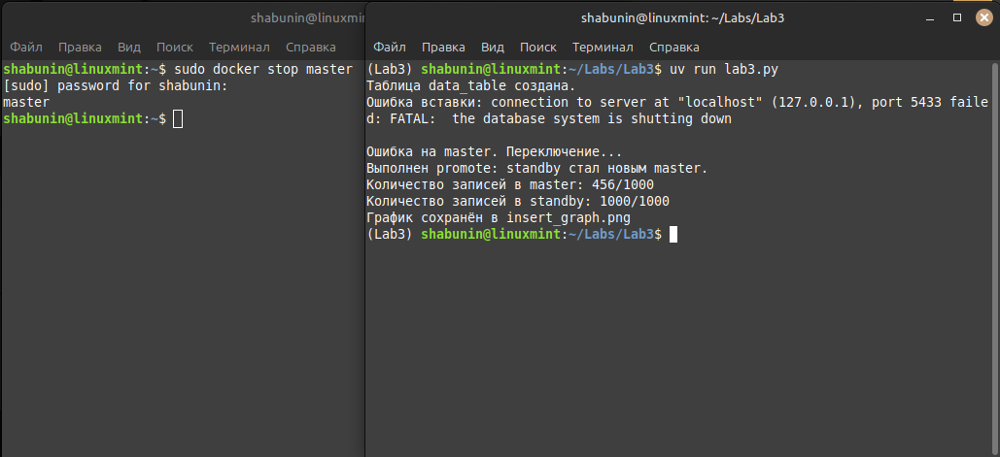 shabunin@linuxmin
Файл Правка Вид Поиск Терминал Справка
shabunin@linuxmint:~$ sudo docker stop master
[sudo] password for shabunin:
master
shabunin@linuxmint:~$
shabunin@linuxmint: ~/Labs/Lab3
Файл Правка Вид Поиск Терминал Справка
(Lab3) shabunin@linuxmint:~/Labs/Lab3$ uv run lab3.py
Таблица data_table создана.
Ошибка вставки: connection to server at "localhost" (127.0.0.1), port 5433 faile
d: FATAL:  the database system is shutting down
Ошибка на master. Переключение...
Выполнен promote: standby стал новым master.
Количество записей в master: 456/1000
Количество записей в standby: 1000/1000
График сохранён в insert_graph.png
(Lab3) shabunin@linuxmint:~/Labs/Lab3$